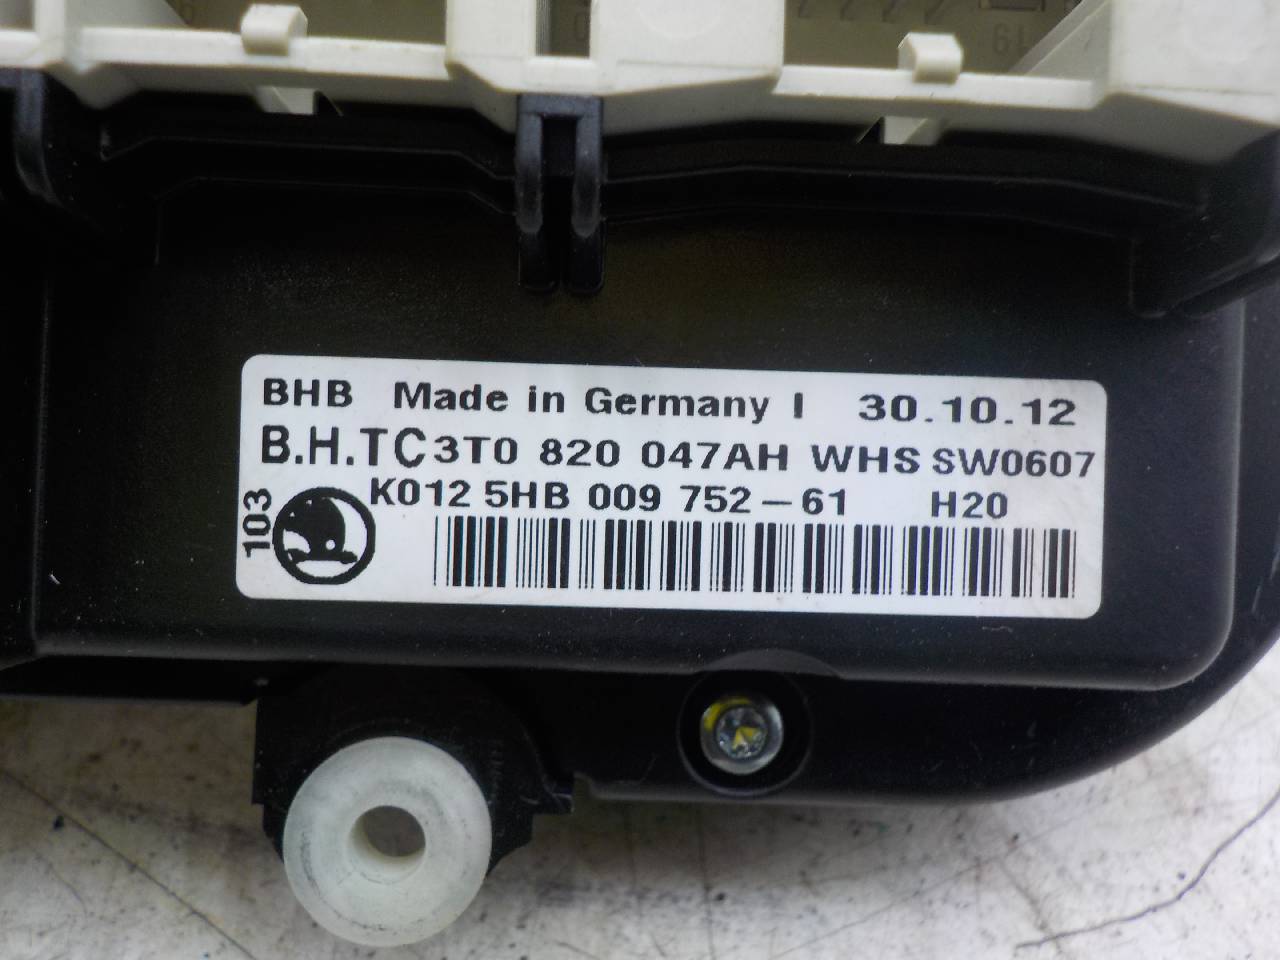 19
BHB Made in Germany I 30.10.12
B.H.TC 3T0 820 047AH WHS SW0607
K012 5HB 009 752-61 H20
103